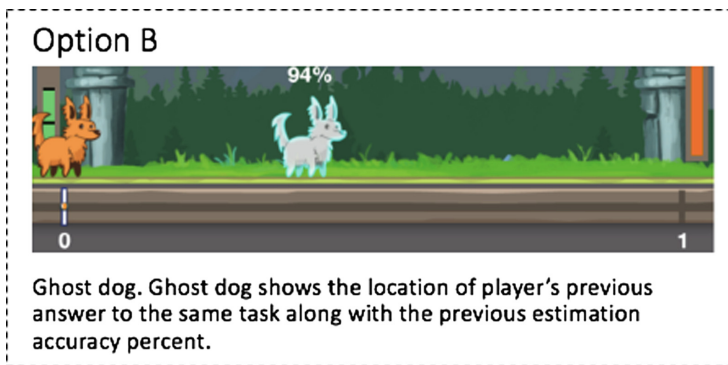 Option B
94%
0 1
Ghost dog. Ghost dog shows the location of player's previous
answer to the same task along with the previous estimation
accuracy percent.